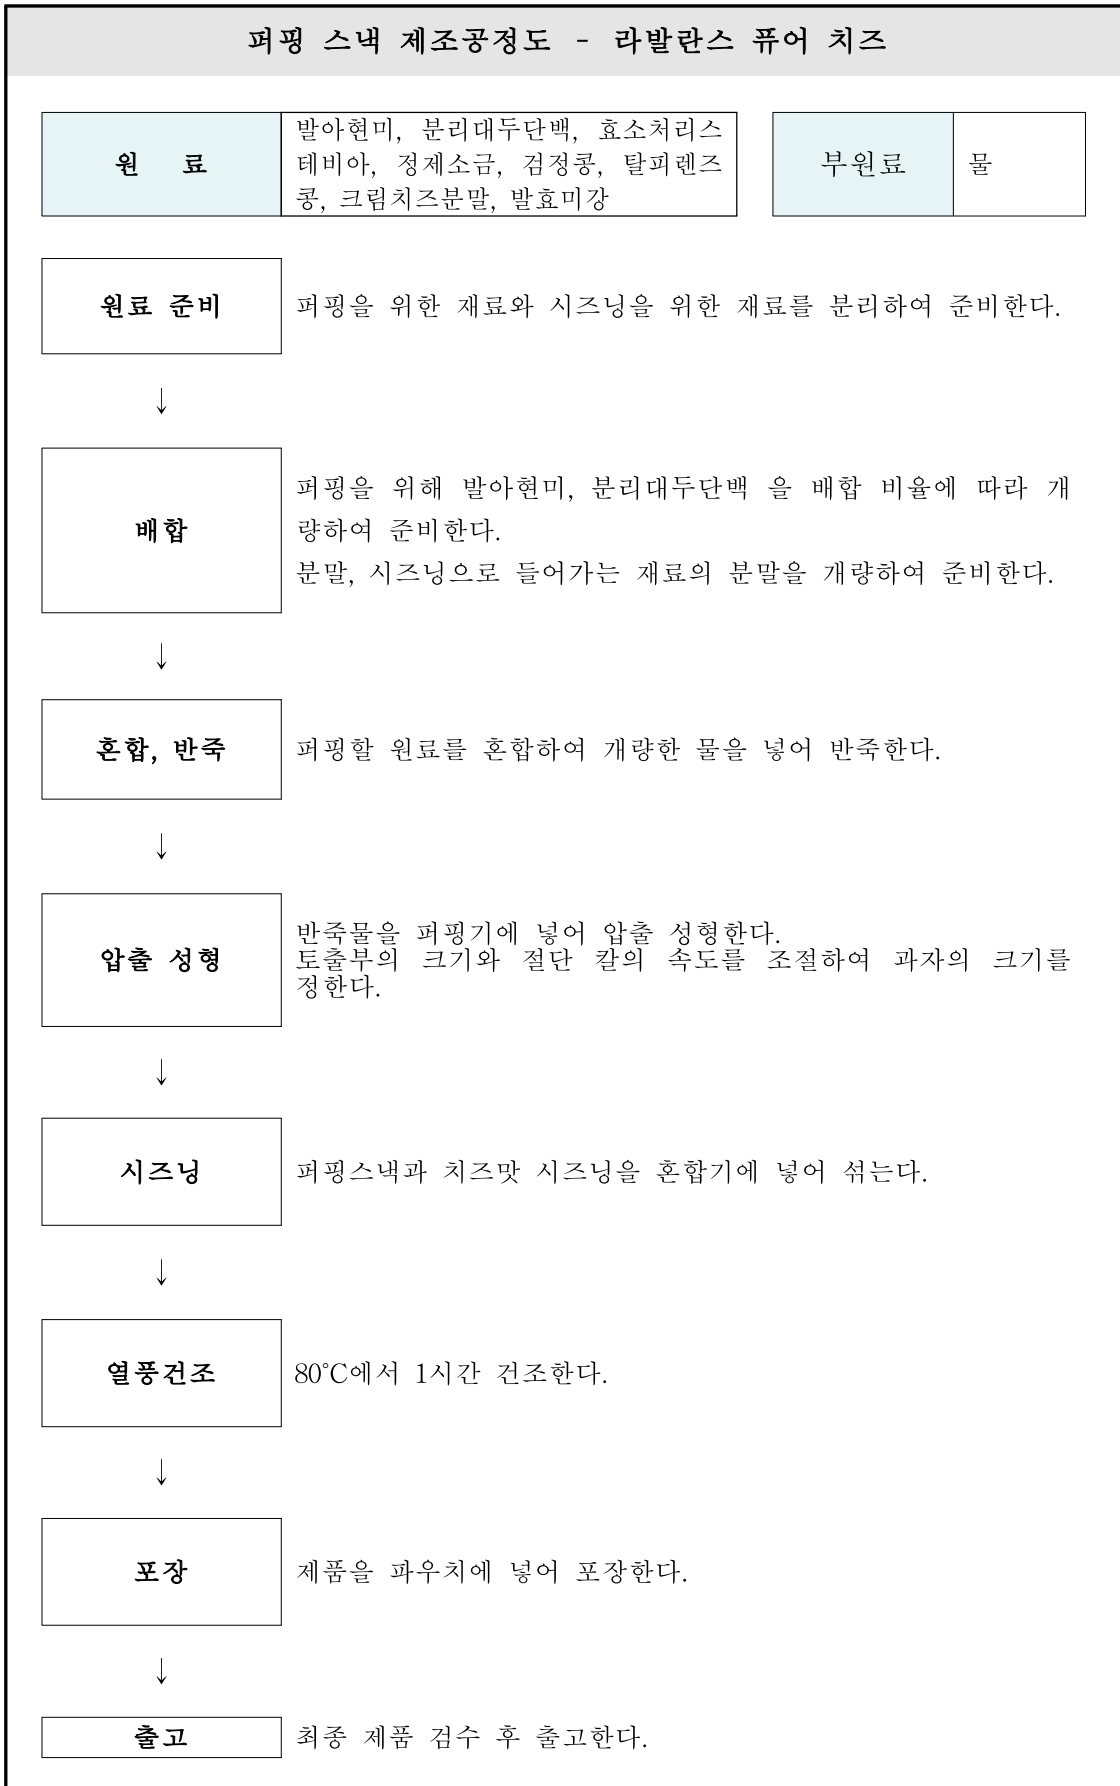 퍼핑 스낵 제조공정도 - 라발란스 퓨어 치즈
원 료
발아현미, 분리대두단백, 효소처리스
테비아, 정제소금, 검정콩, 탈피렌즈
콩, 크림치즈분말, 발효미강
부원료
물
원료 준비
퍼핑을 위한 재료와 시즈닝을 위한 재료를 분리하여 준비한다.
↓
배합
퍼핑을 위해 발아현미, 분리대두단백 을 배합 비율에 따라 개
량하여 준비한다.
분말, 시즈닝으로 들어가는 재료의 분말을 개량하여 준비한다.
↓
혼합, 반죽
퍼핑할 원료를 혼합하여 개량한 물을 넣어 반죽한다.
↓
압출 성형
반죽물을 퍼핑기에 넣어 압출 성형한다.
토출부의 크기와 절단 칼의 속도를 조절하여 과자의 크기를
정한다.
↓
시즈닝
퍼핑스낵과 치즈맛 시즈닝을 혼합기에 넣어 섞는다.
↓
열풍건조
80℃에서 1시간 건조한다.
↓
포장
제품을 파우치에 넣어 포장한다.
↓
출고
최종 제품 검수 후 출고한다.